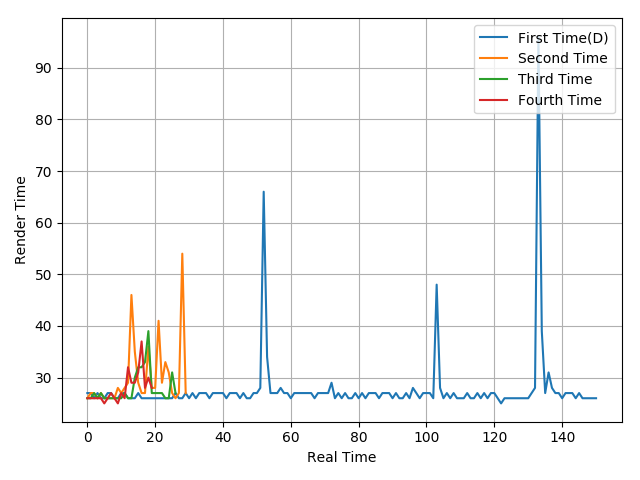 First Time(D)
Second Time
Third Time
Fourth Time
90
80
70
60
50
40
30
Render Time
0 20 40 60 80 100 120 140
Real Time